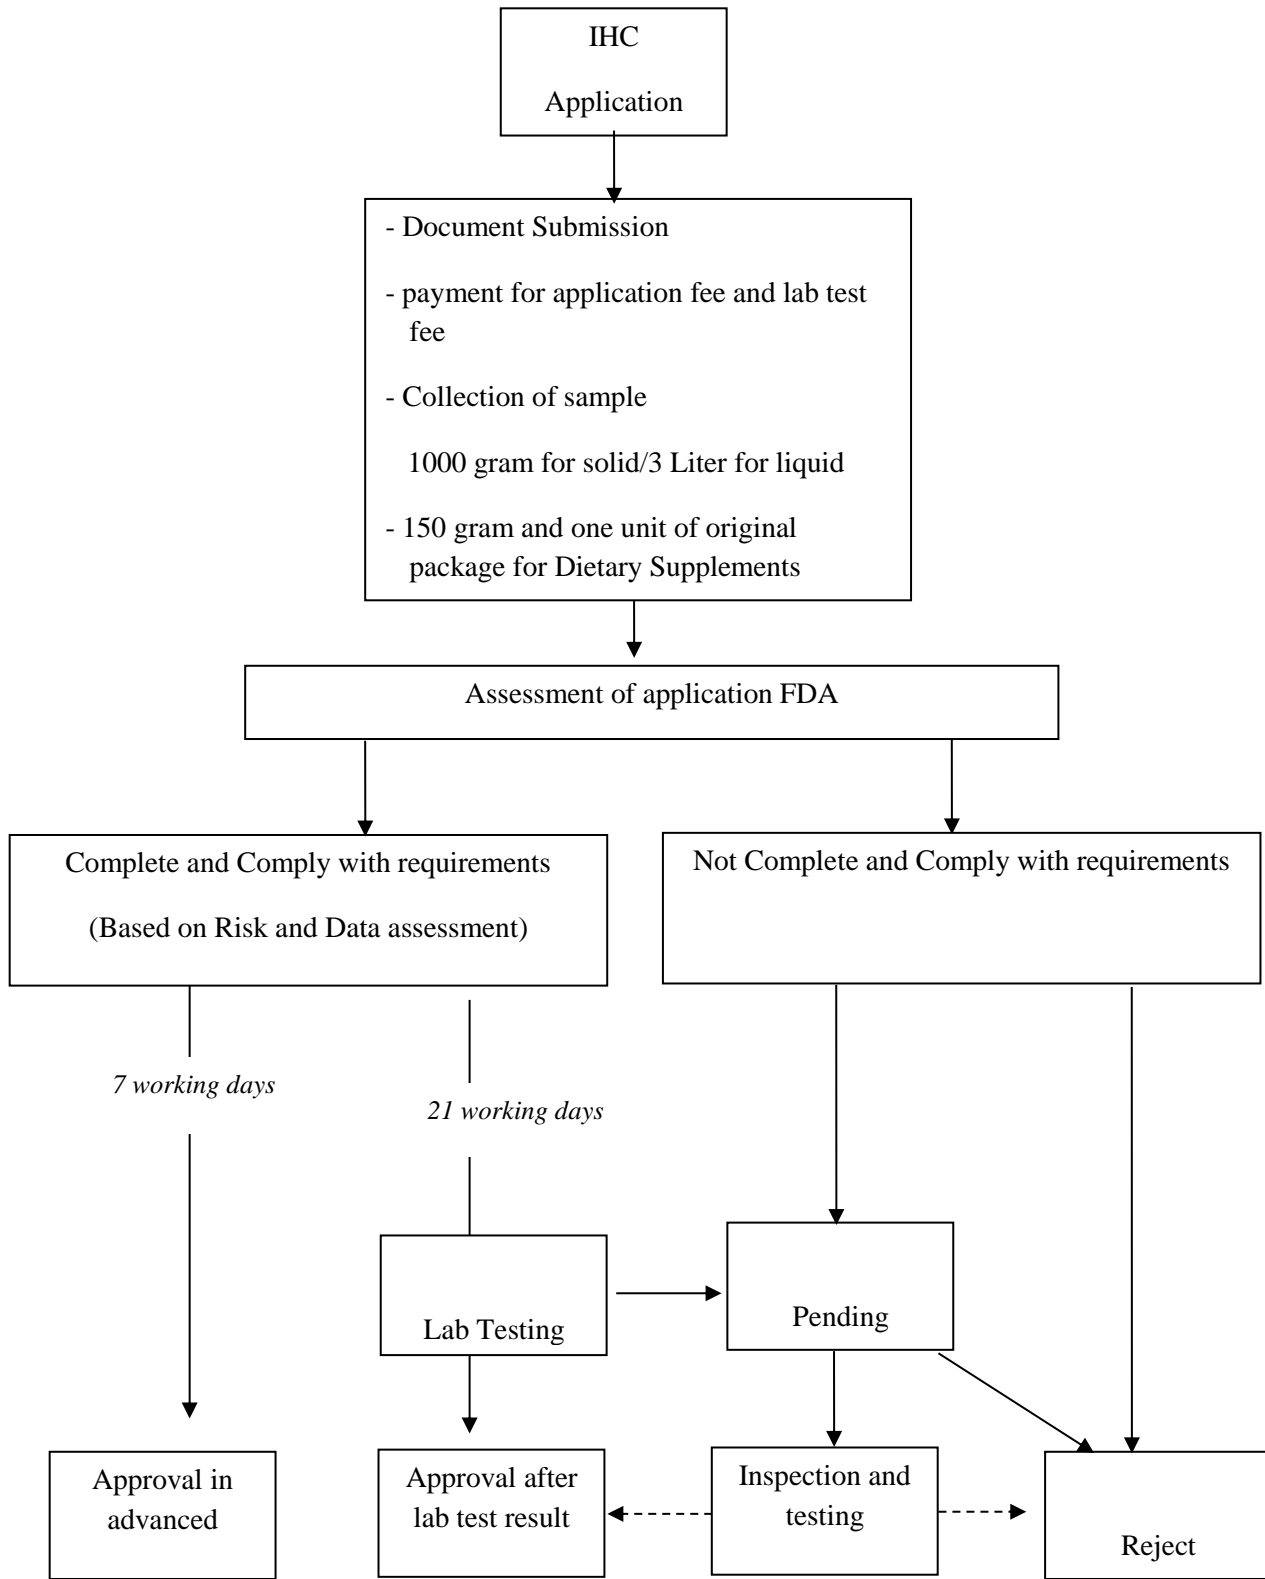 IHC
Application
- Document Submission
- payment for application fee and lab test
fee
- Collection of sample
1000 gram for solid/3 Liter for liquid
- 150 gram and one unit of original
package for Dietary Supplements
Assessment of application FDA
Complete and Comply with requirements
(Based on Risk and Data assessment)
Not Complete and Comply with requirements
7 working days
21 working days
Lab Testing
Pending
Approval in
advanced
Approval after
lab test result
Inspection and
testing
Reject